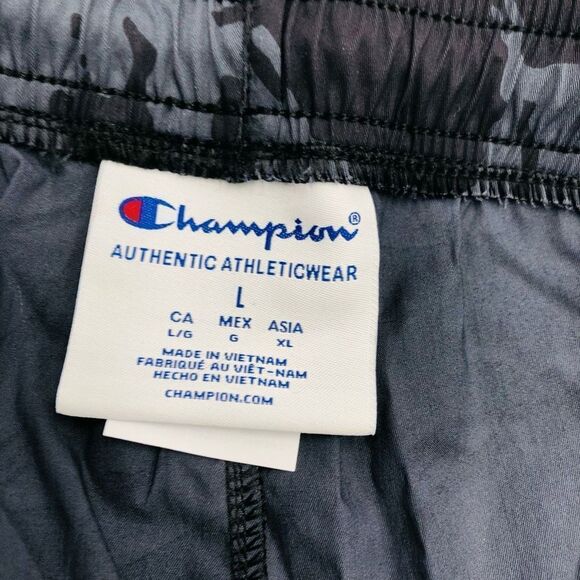 Champion®
AUTHENTIC ATHLETICWEAR
L
CA MEX ASIA
L/G G XL
MADE IN VIETNAM
FABRIQUÉ AU VIÊT-NAM
HECHO EN VIETNAM
CHAMPION.COM